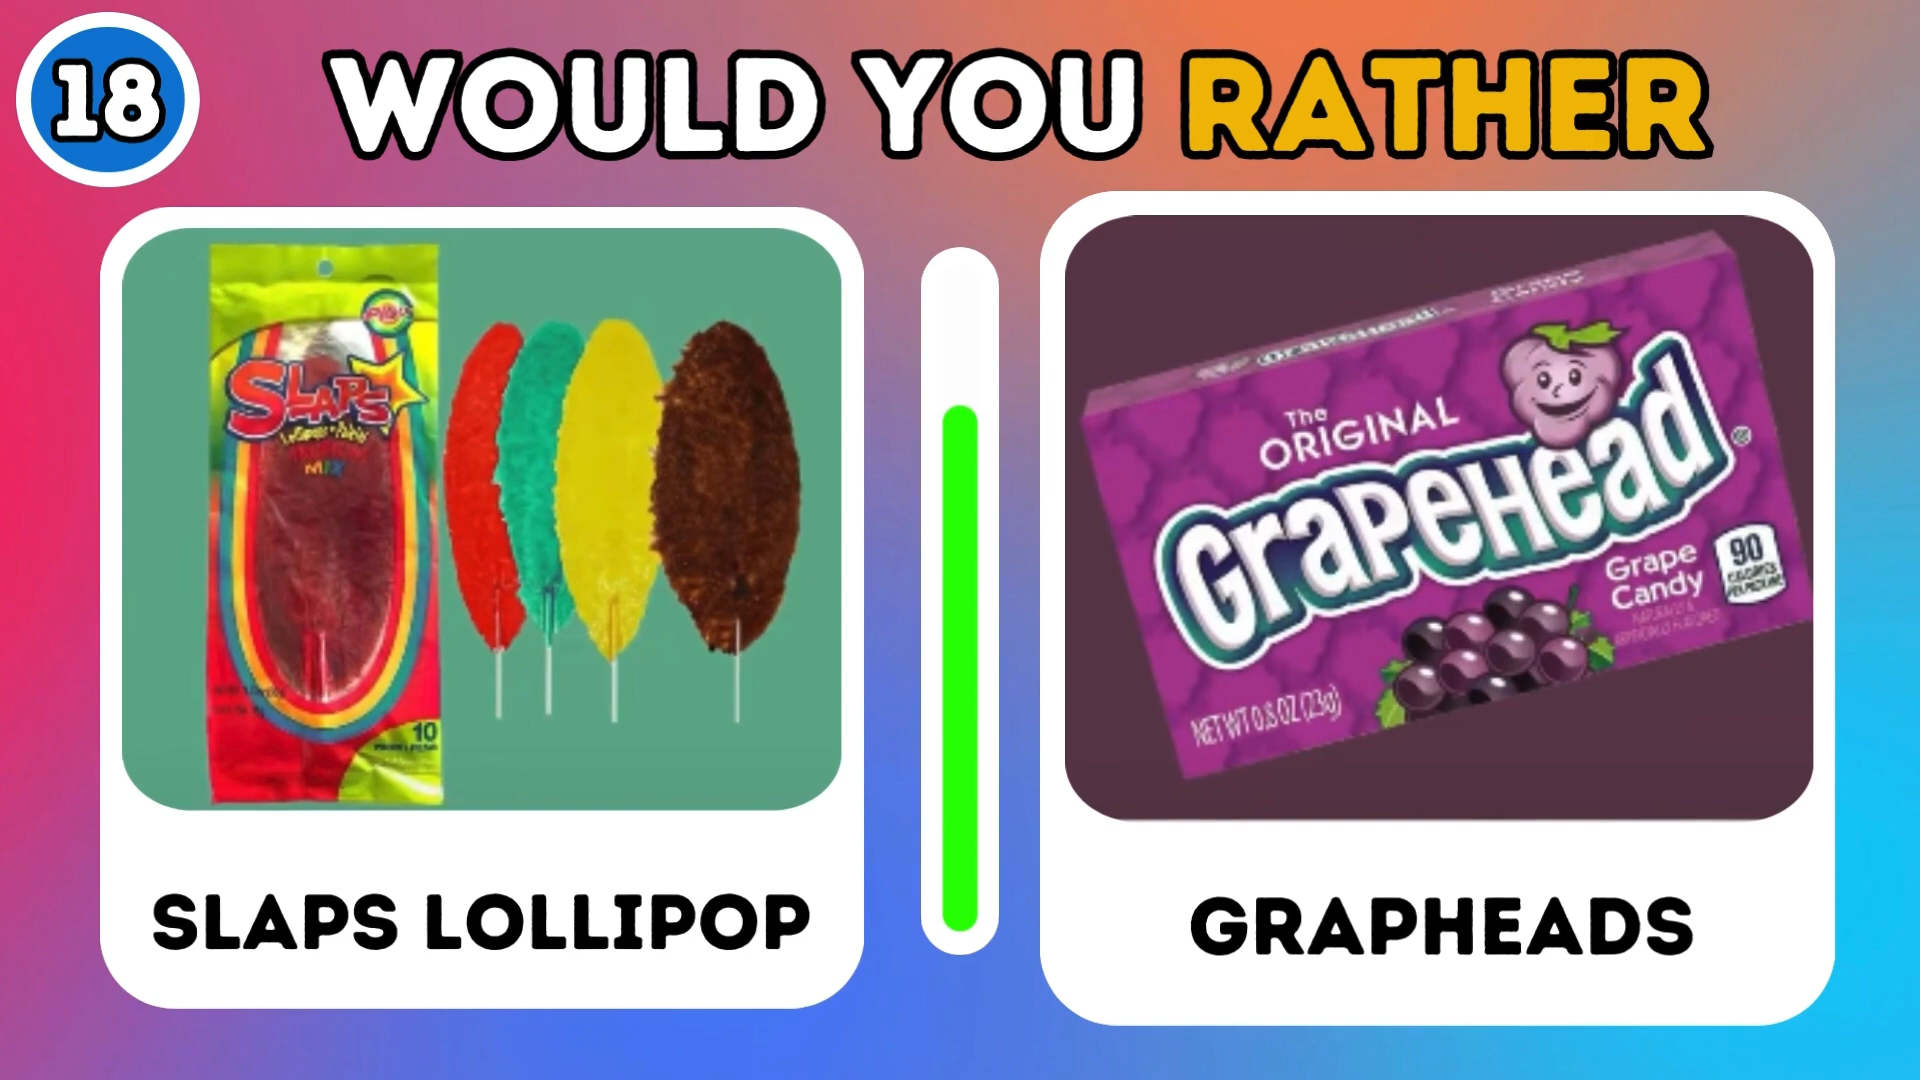 18
WOULD YOU RATHER
SLAPS
MIX
10
SLAPS LOLLIPOP
The
ORIGINAL
GrapeHead
®
Grape
Candy
90
NET WT 0.8 OZ (23g)
GRAPHEADS